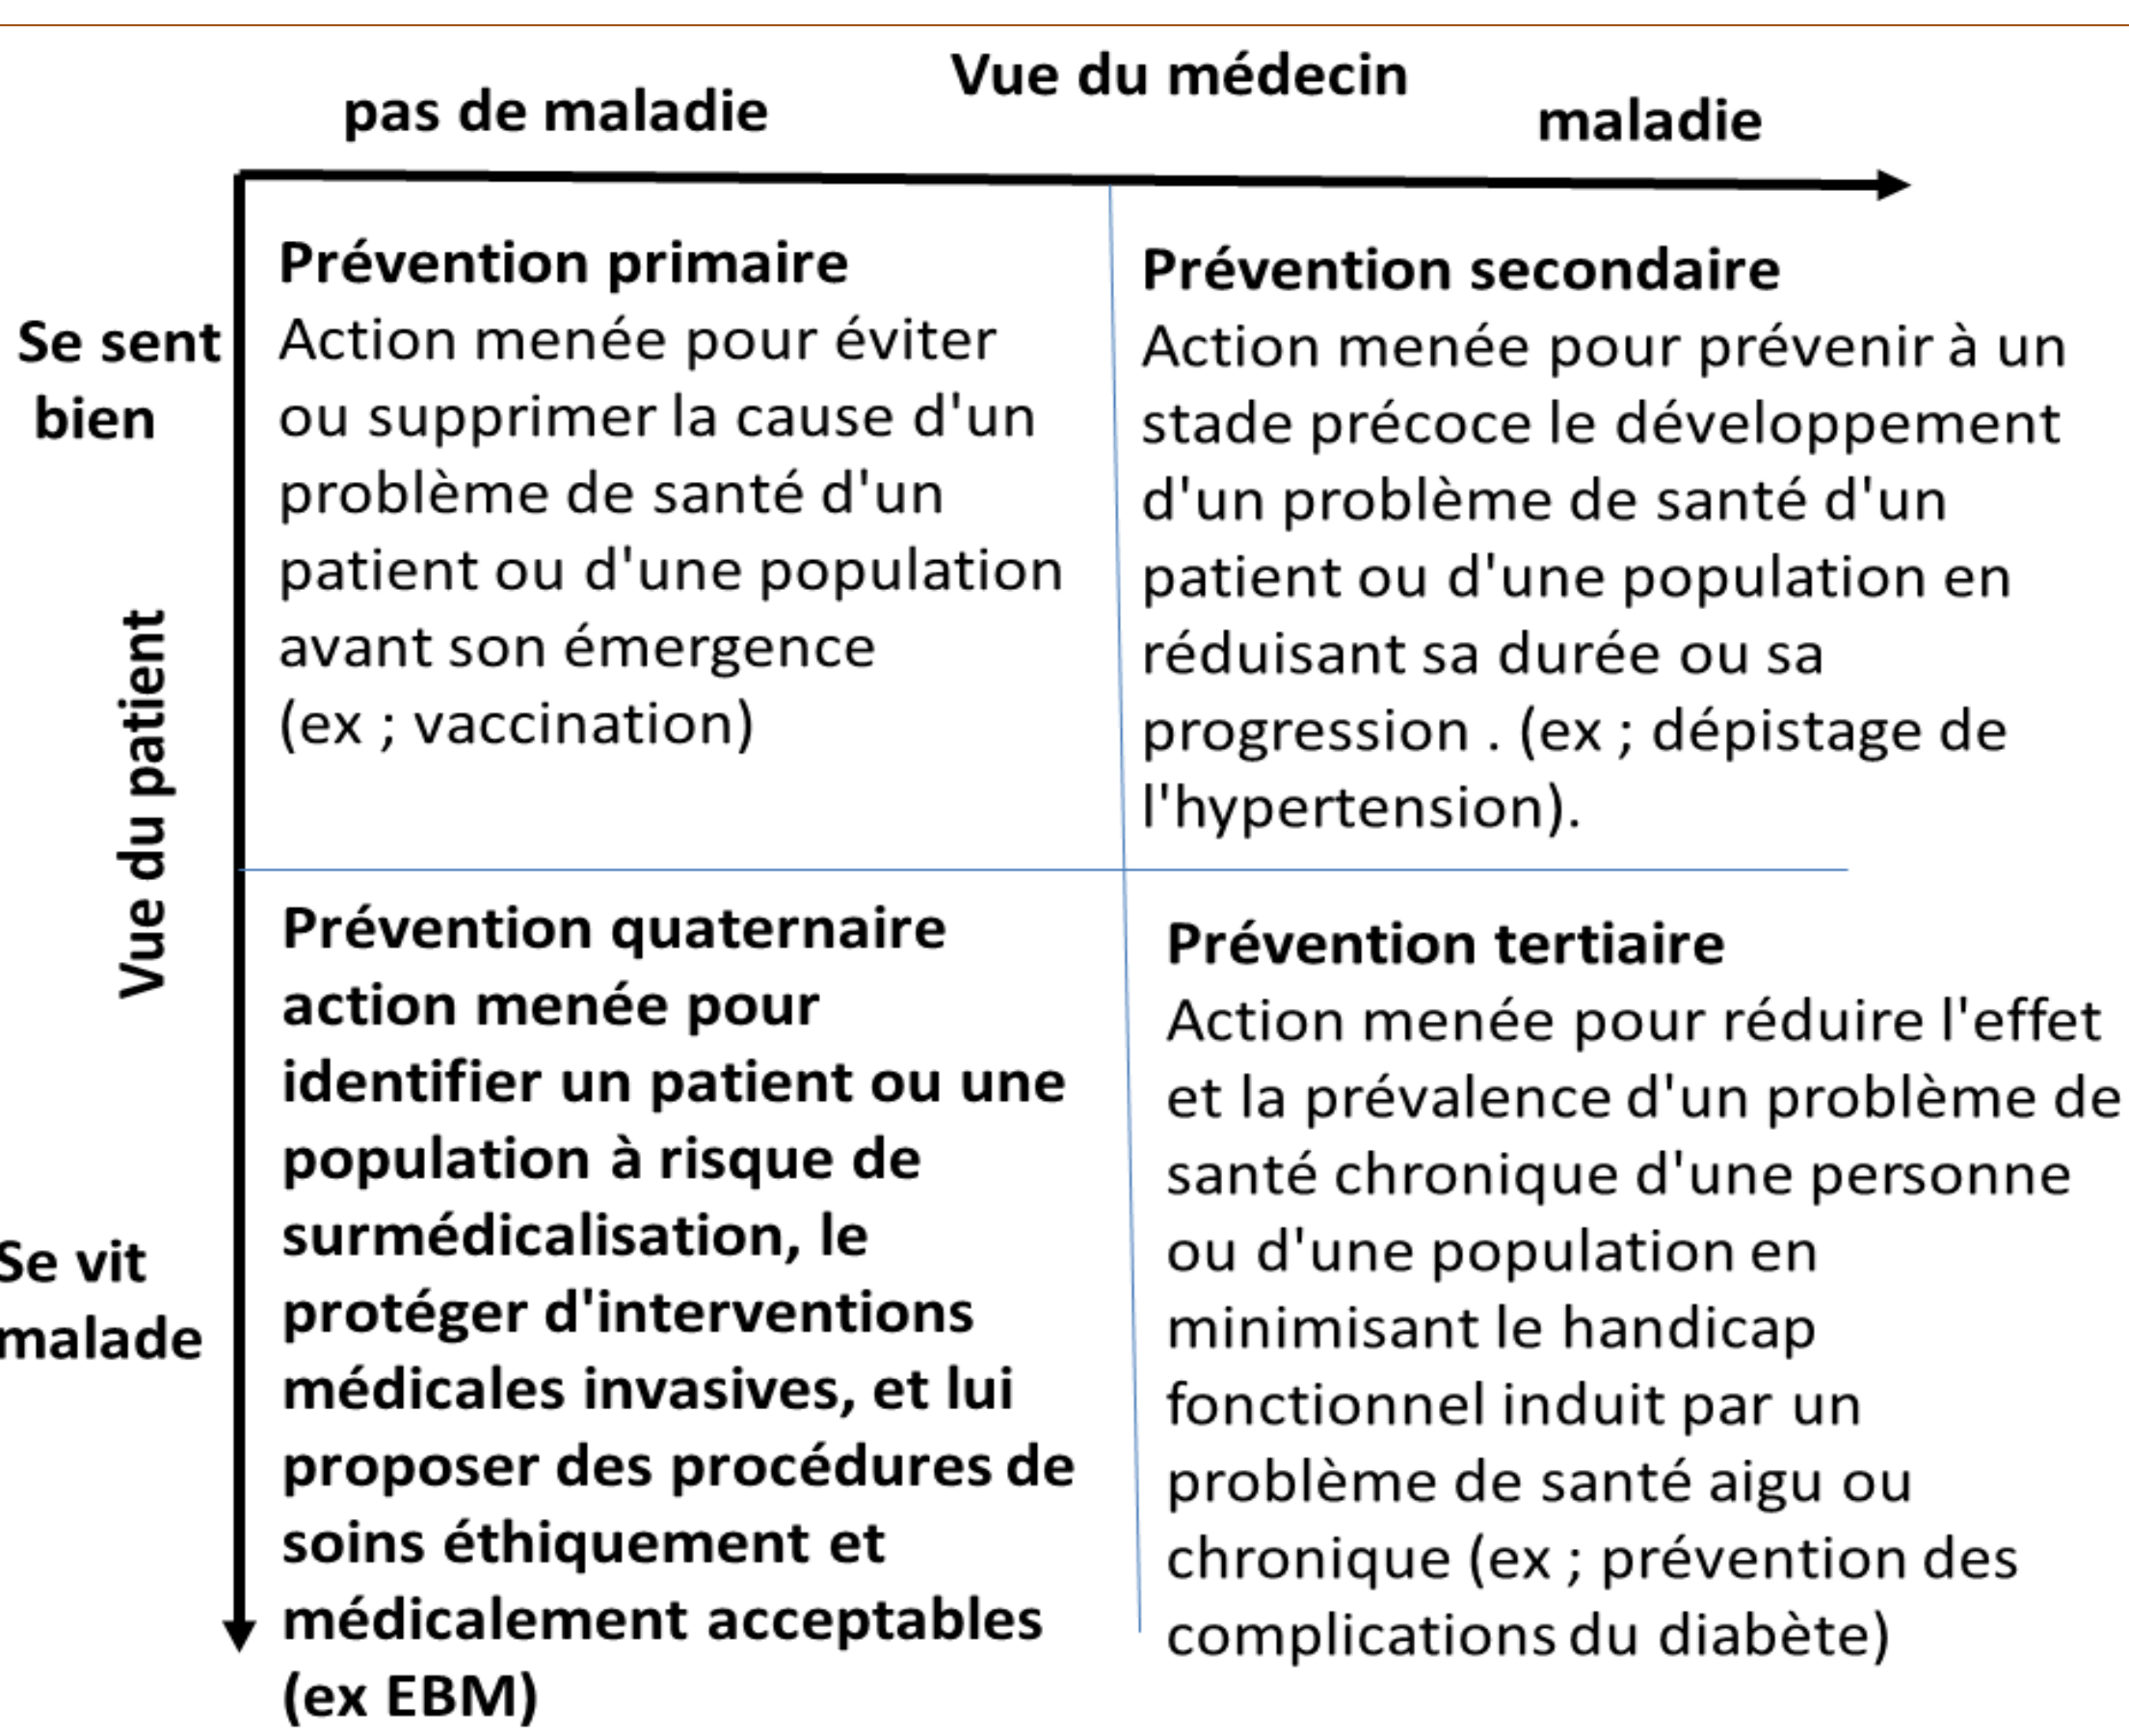 Vue du médecin
pas de maladie
maladie
Se sent
bien
Vue du patient
Se vit
malade
Prévention primaire
Action menée pour éviter
ou supprimer la cause d'un
problème de santé d'un
patient ou d'une population
avant son émergence
(ex ; vaccination)
Prévention secondaire
Action menée pour prévenir à un
stade précoce le développement
d'un problème de santé d'un
patient ou d'une population en
réduisant sa durée ou sa
progression . (ex ; dépistage de
l'hypertension).
Prévention quaternaire
action menée pour
identifier un patient ou une
population à risque de
surmédicalisation, le
protéger d'interventions
médicales invasives, et lui
proposer des procédures de
soins éthiquement et
médicalement acceptables
(ex EBM)
Prévention tertiaire
Action menée pour réduire l'effet
et la prévalence d'un problème de
santé chronique d'une personne
ou d'une population en
minimisant le handicap
fonctionnel induit par un
problème de santé aigu ou
chronique (ex ; prévention des
complications du diabète)